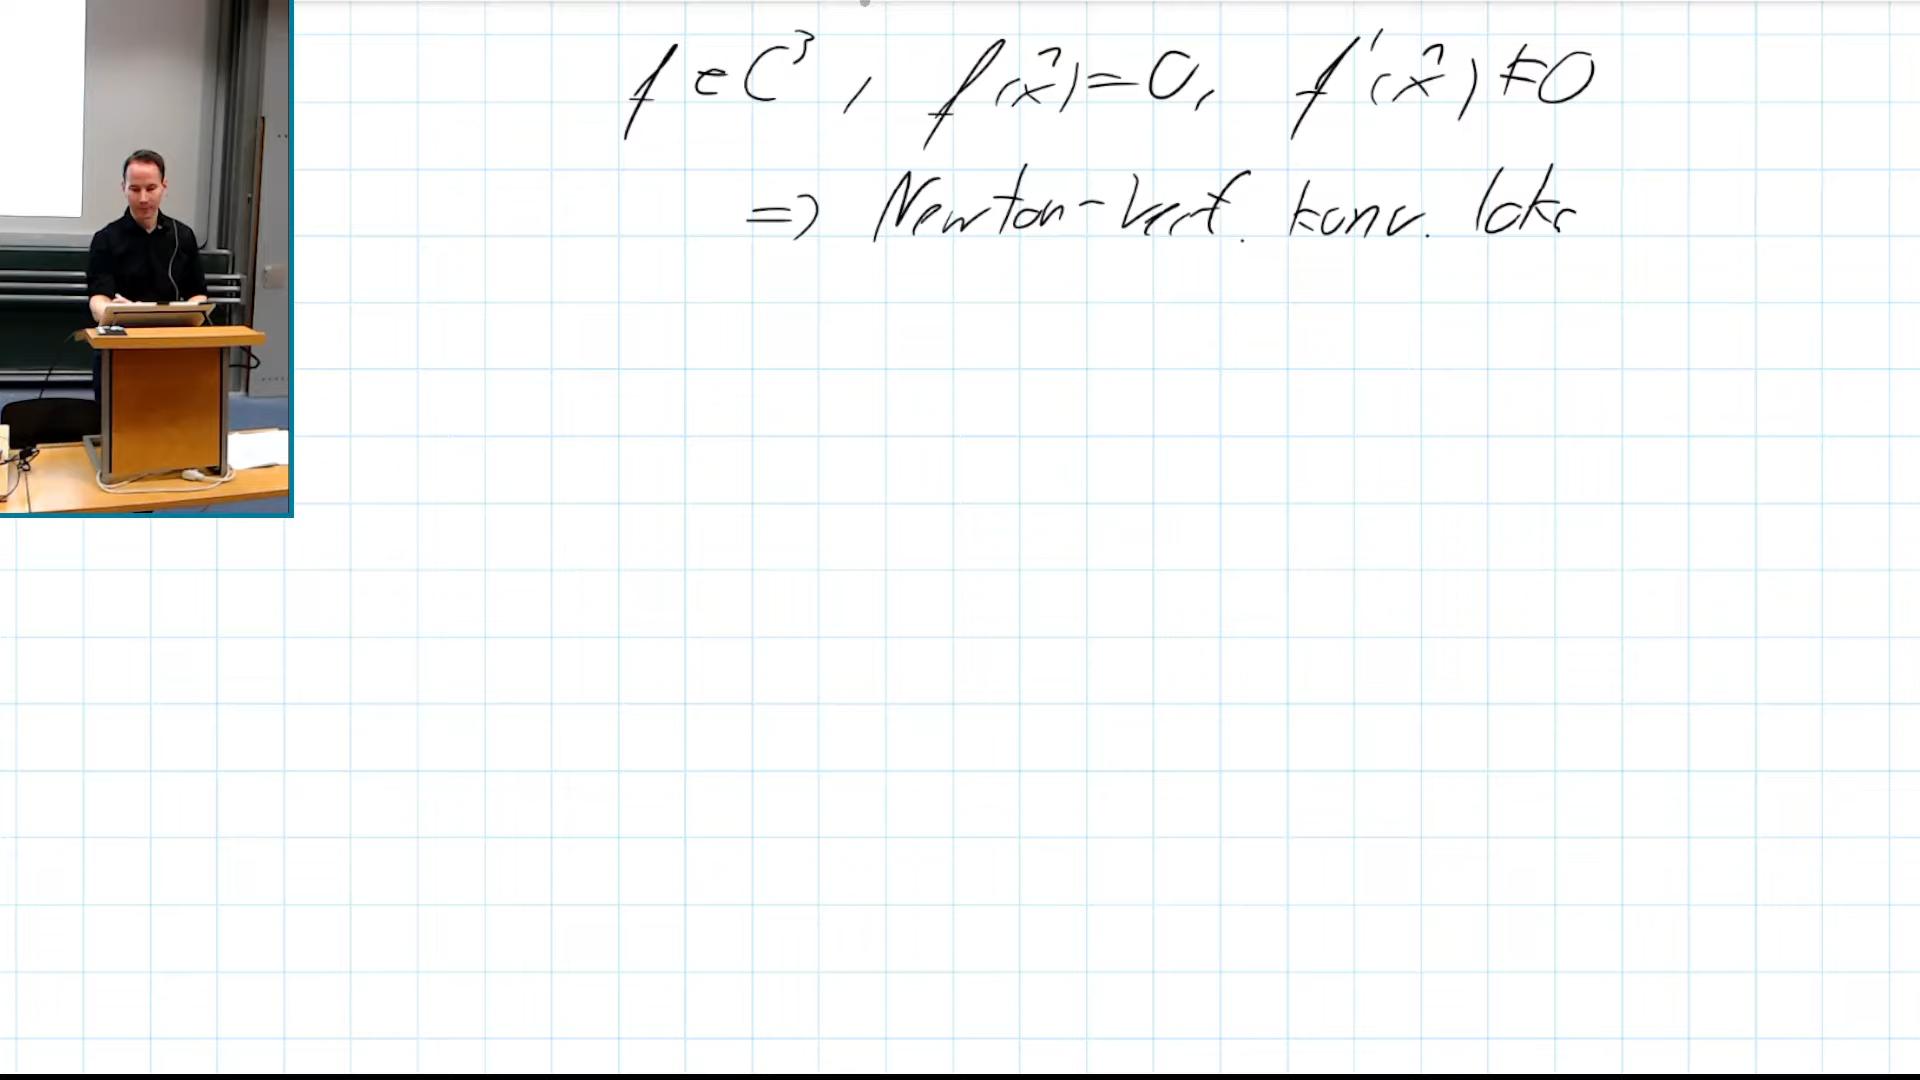 f ∈ C³, f(x̂)=0, f'(x̂) ≠ 0
=> Newton-Verf. konv. lok